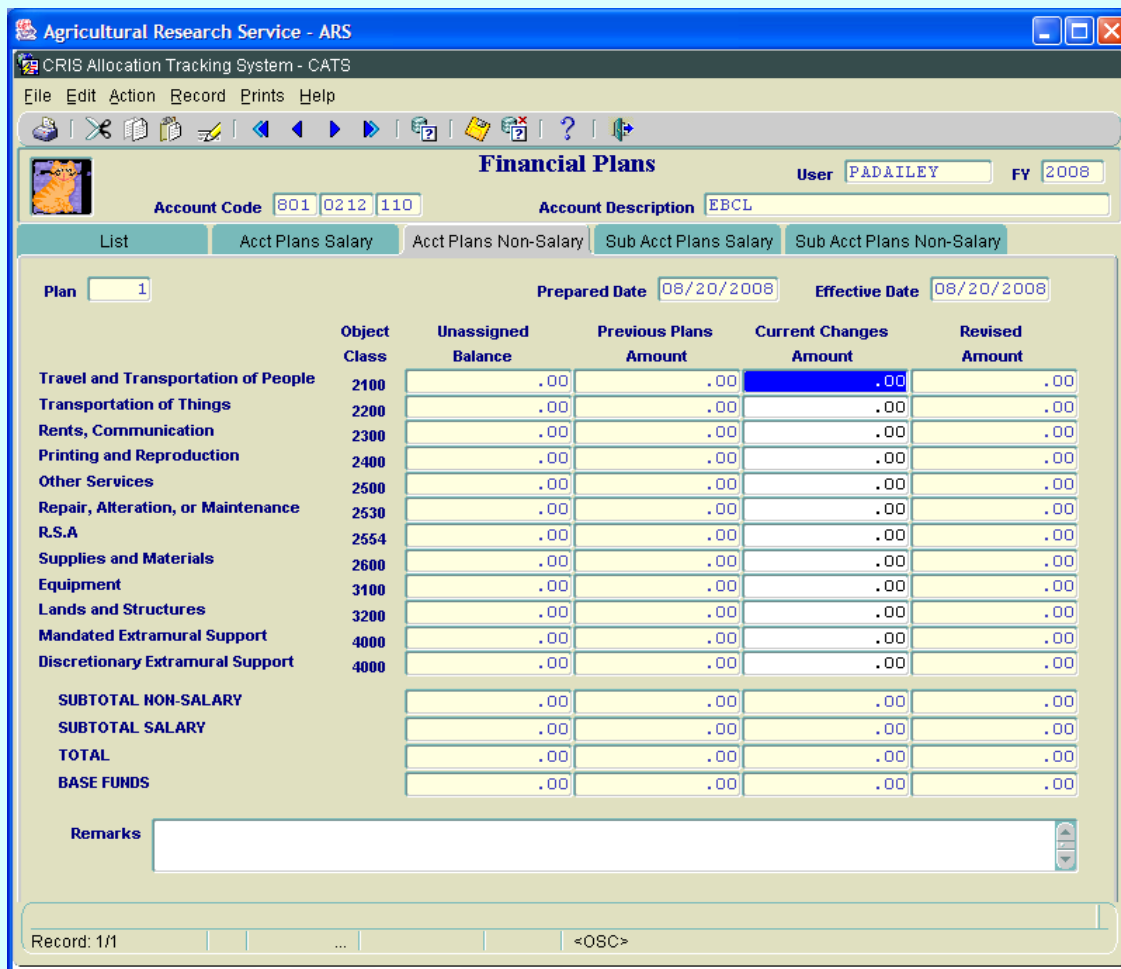 Agricultural Research Service - ARS
CRIS Allocation Tracking System - CATS
File Edit Action Record Prints Help
Financial Plans
User PADAILEY FY 2008
Account Code 801 0212 110 Account Description EBCL
List Acct Plans Salary Acct Plans Non-Salary Sub Acct Plans Salary Sub Acct Plans Non-Salary
Plan 1 Prepared Date 08/20/2008 Effective Date 08/20/2008
Object Unassigned Previous Plans Current Changes Revised
Class Balance Amount Amount Amount
Travel and Transportation of People 2100 .00 .00 .00 .00
Transportation of Things 2200 .00 .00 .00 .00
Rents, Communication 2300 .00 .00 .00 .00
Printing and Reproduction 2400 .00 .00 .00 .00
Other Services 2500 .00 .00 .00 .00
Repair, Alteration, or Maintenance 2530 .00 .00 .00 .00
R.S.A 2554 .00 .00 .00 .00
Supplies and Materials 2600 .00 .00 .00 .00
Equipment 3100 .00 .00 .00 .00
Lands and Structures 3200 .00 .00 .00 .00
Mandated Extramural Support 4000 .00 .00 .00 .00
Discretionary Extramural Support 4000 .00 .00 .00 .00
SUBTOTAL NON-SALARY .00 .00 .00 .00
SUBTOTAL SALARY .00 .00 .00 .00
TOTAL .00 .00 .00 .00
BASE FUNDS .00 .00 .00 .00
Remarks
Record: 1/1 ... <OSC>